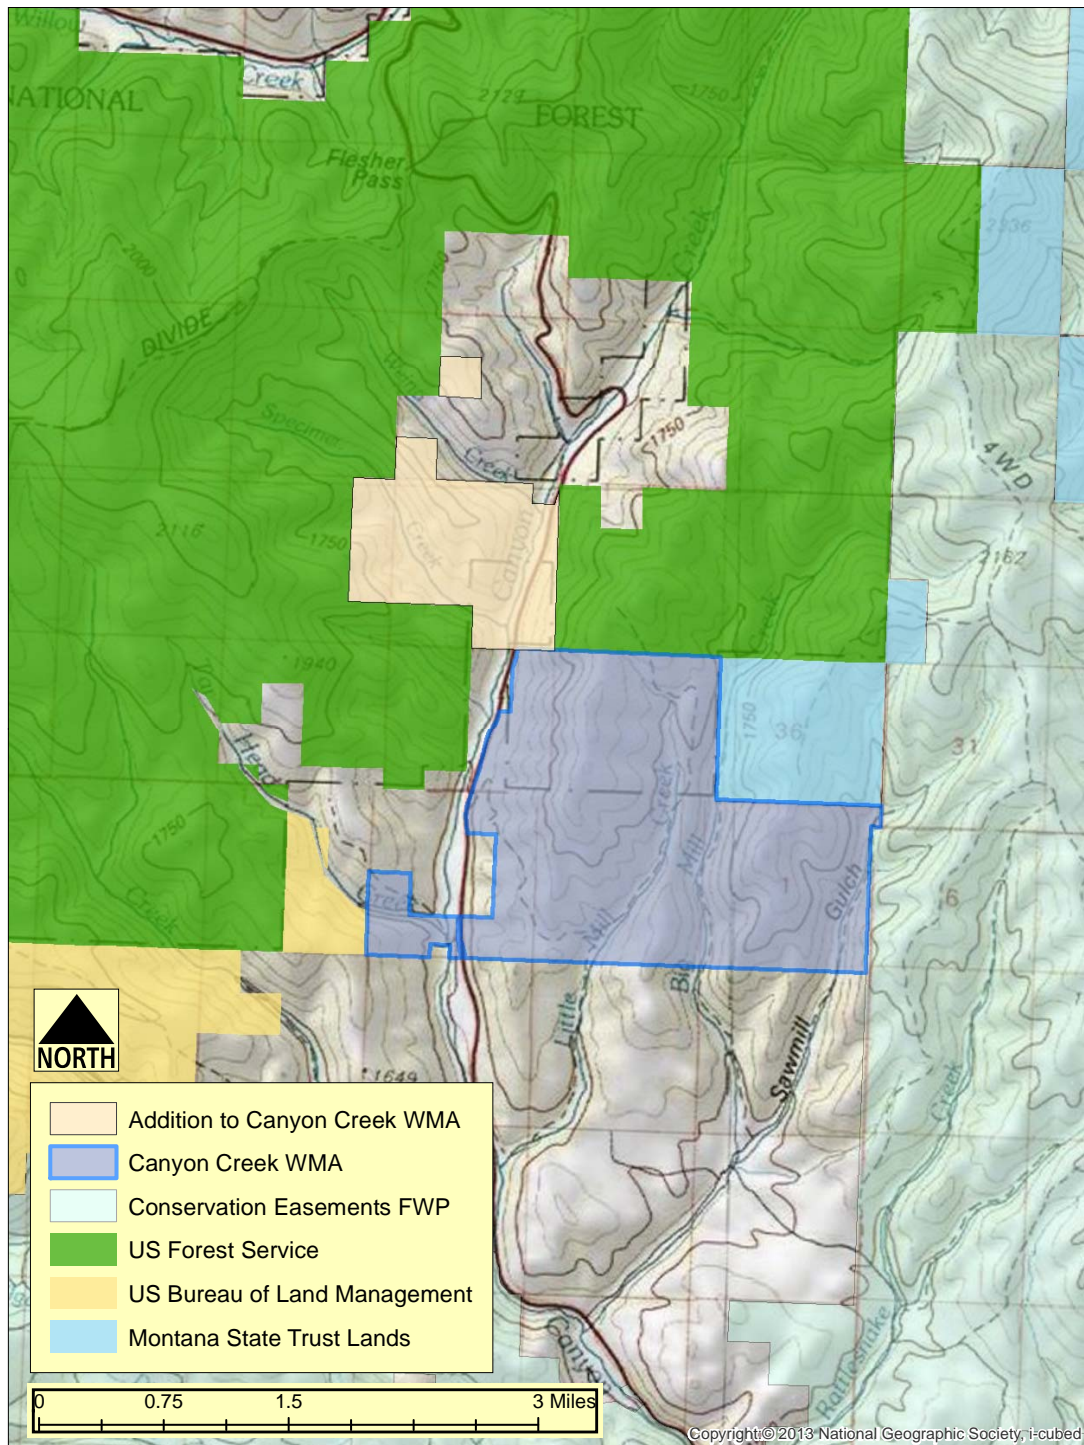 Willow
Creek
NATIONAL
2129
1750
FOREST
Flesher
Pass
Creek
2336
2000
DIVIDE
1750
Specimen
Creek
4 WD
2116
1750
Creek
Canyon
2162
1940
Creek
Head
1750
36
31
Creek
Mill
1750
Creek
Gulch
6
Creek
Mill
Big
Little
Sawmill
1649
Creek
NORTH
Addition to Canyon Creek WMA
Canyon Creek WMA
Conservation Easements FWP
US Forest Service
US Bureau of Land Management
Montana State Trust Lands
Canyon
Rattlesnake
0 0.75 1.5 3 Miles
Copyright:© 2013 National Geographic Society, i-cubed